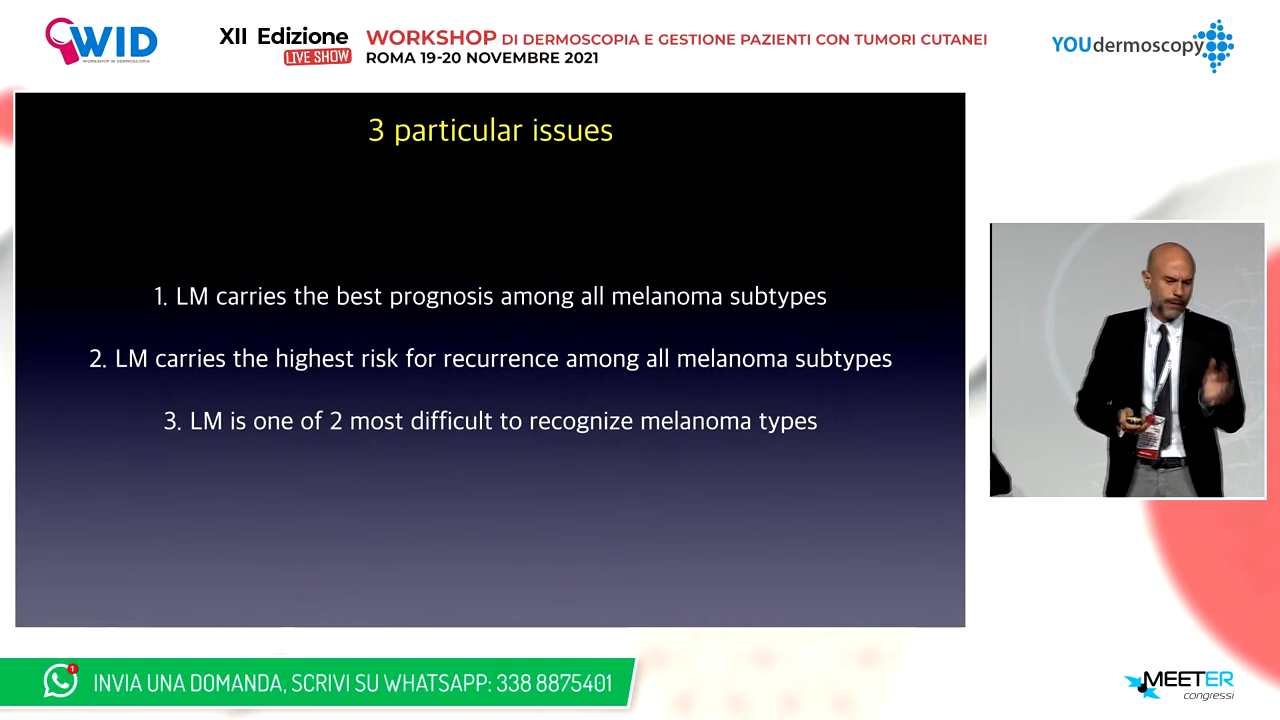 WID
WORKSHOP IN DERMOSCOPIA
XII Edizione
LIVE SHOW
WORKSHOP DI DERMOSCOPIA E GESTIONE PAZIENTI CON TUMORI CUTANEI
ROMA 19-20 NOVEMBRE 2021
YOUdermoscopy
3 particular issues
1. LM carries the best prognosis among all melanoma subtypes
2. LM carries the highest risk for recurrence among all melanoma subtypes
3. LM is one of 2 most difficult to recognize melanoma types
1
INVIA UNA DOMANDA, SCRIVI SU WHATSAPP: 338 8875401
MEETER
congressi